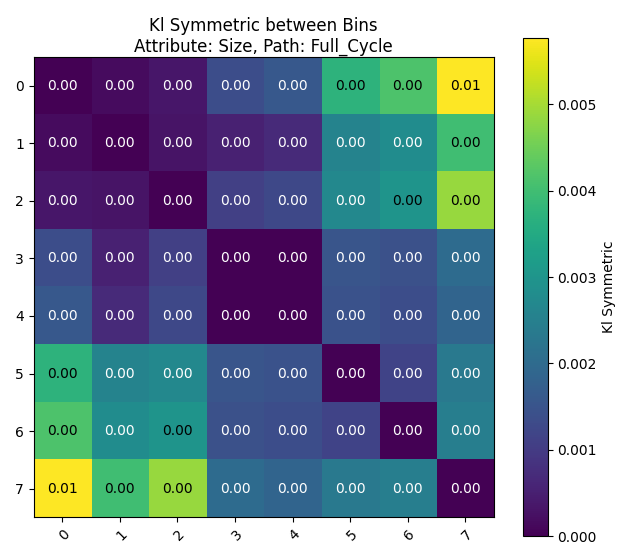 Kl Symmetric between Bins
Attribute: Size, Path: Full_Cycle
0 0.00 0.00 0.00 0.00 0.00 0.00 0.00 0.01
1 0.00 0.00 0.00 0.00 0.00 0.00 0.00 0.00
2 0.00 0.00 0.00 0.00 0.00 0.00 0.00 0.00
3 0.00 0.00 0.00 0.00 0.00 0.00 0.00 0.00
4 0.00 0.00 0.00 0.00 0.00 0.00 0.00 0.00
5 0.00 0.00 0.00 0.00 0.00 0.00 0.00 0.00
6 0.00 0.00 0.00 0.00 0.00 0.00 0.00 0.00
7 0.01 0.00 0.00 0.00 0.00 0.00 0.00 0.00
0 1 2 3 4 5 6 7
0.005
0.004
0.003
0.002
0.001
0.000
Kl Symmetric